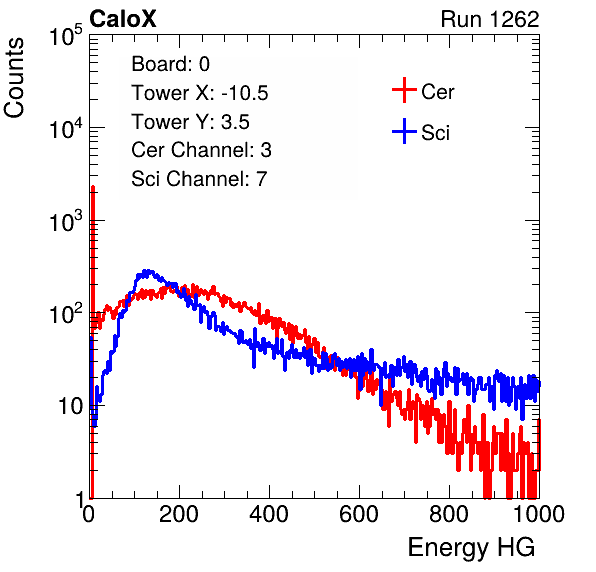 CaloX Run 1262
Counts
10^5
10^4
10^3
10^2
10
1
Board: 0
Tower X: -10.5
Tower Y: 3.5
Cer Channel: 3
Sci Channel: 7
Cer
Sci
0 200 400 600 800 1000
Energy HG